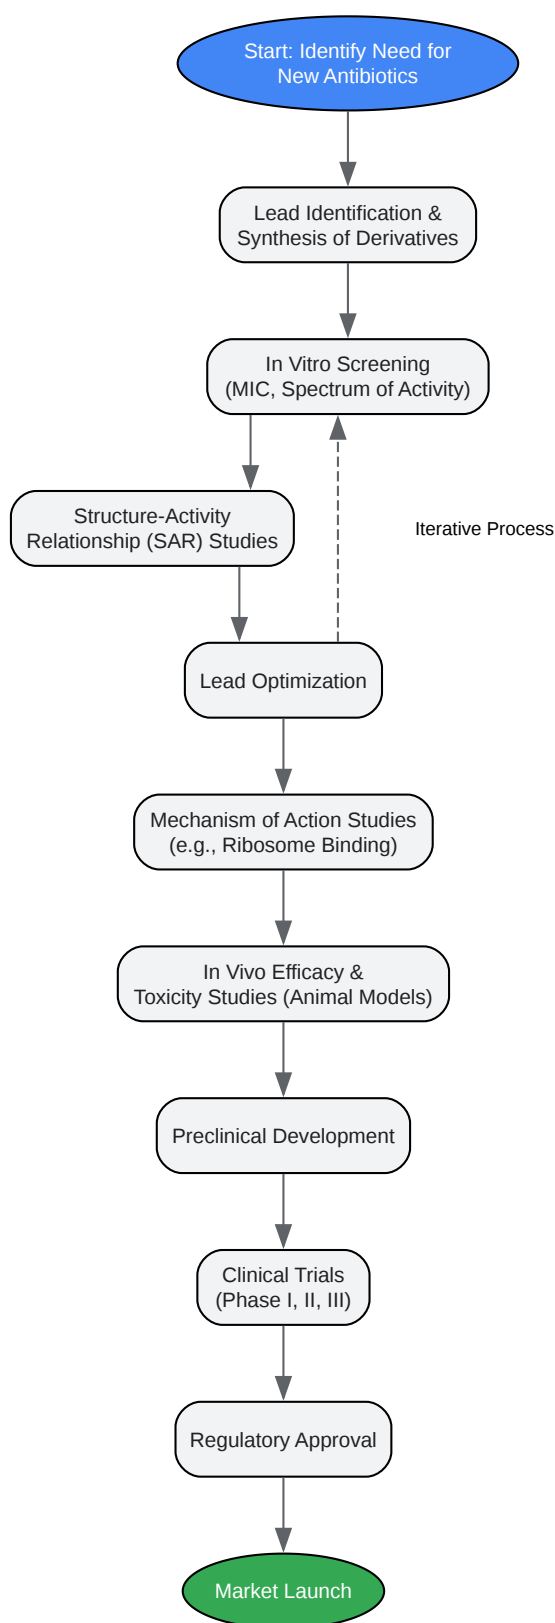 Start: Identify Need for
New Antibiotics
Lead Identification &
Synthesis of Derivatives
In Vitro Screening
(MIC, Spectrum of Activity)
Structure-Activity
Relationship (SAR) Studies
Iterative Process
Lead Optimization
Mechanism of Action Studies
(e.g., Ribosome Binding)
In Vivo Efficacy &
Toxicity Studies (Animal Models)
Preclinical Development
Clinical Trials
(Phase I, II, III)
Regulatory Approval
Market Launch